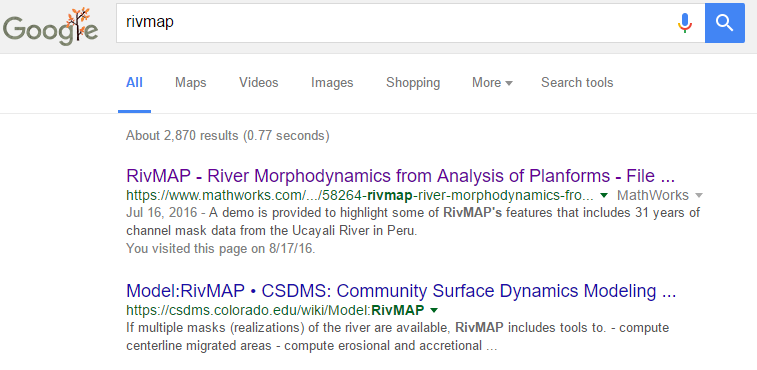 Google
rivmap
All Maps Videos Images Shopping More Search tools
About 2,870 results (0.77 seconds)
RivMAP - River Morphodynamics from Analysis of Planforms - File ...
https://www.mathworks.com/.../58264-rivmap-river-morphodynamics-fro... MathWorks
Jul 16, 2016 - A demo is provided to highlight some of RivMAP's features that includes 31 years of
channel mask data from the Ucayali River in Peru.
You visited this page on 8/17/16.
Model:RivMAP • CSDMS: Community Surface Dynamics Modeling ...
https://csdms.colorado.edu/wiki/Model:RivMAP
If multiple masks (realizations) of the river are available, RivMAP includes tools to. - compute
centerline migrated areas - compute erosional and accretional ...